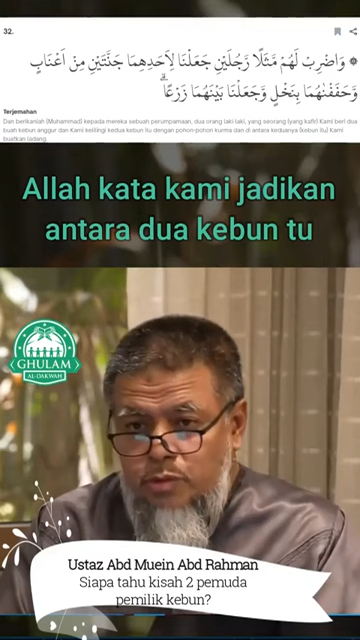 32.
۞ وَاضْرِبْ لَهُمْ مَّثَلًا رَّجُلَيْنِ جَعَلْنَا لِاَحَدِهِمَا جَنَّتَيْنِ مِنْ اَعْنَابٍ
وَّحَفَفْنٰهُمَا بِنَخْلٍ وَّجَعَلْنَا بَيْنَهُمَا زَرْعًاۗ
Terjemahan
Dan berikanlah (Muhammad) kepada mereka sebuah perumpamaan, dua orang laki-laki, yang seorang (yang kafir) Kami beri dua
buah kebun anggur dan Kami kelilingi kedua kebun itu dengan pohon-pohon kurma dan di antara keduanya (kebun itu) Kami
buatkan ladang.
Allah kata kami jadikan
antara dua kebun tu
GHULAM
AL-DAKWAH
Ustaz Abd Muein Abd Rahman
Siapa tahu kisah 2 pemuda
pemilik kebun?